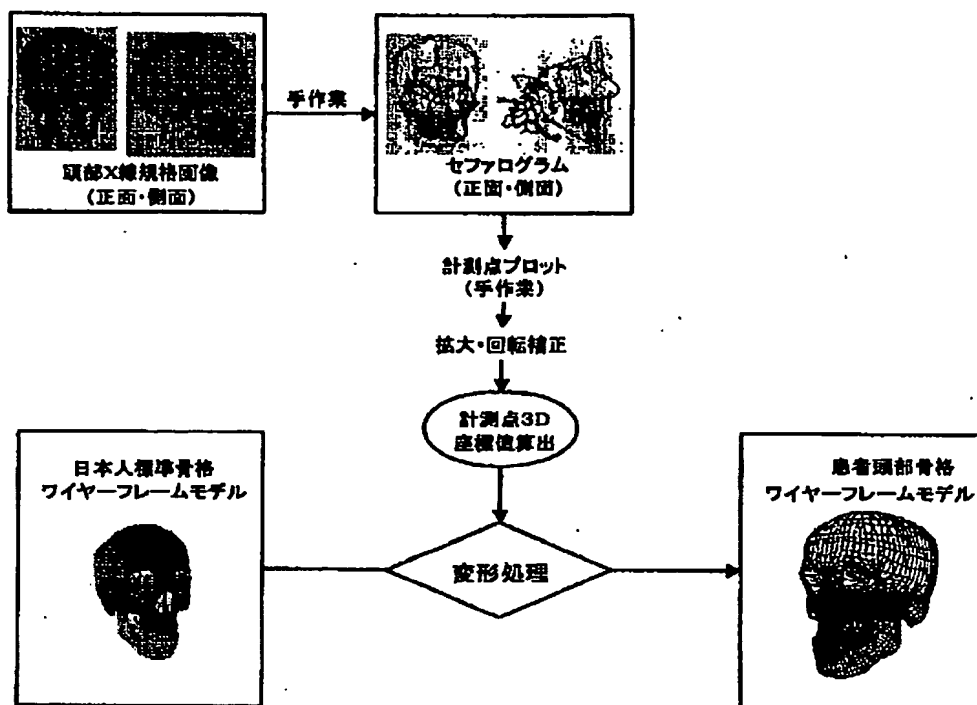 頭部X線規格画像
(正面・側面)
手作業
セファログラム
(正面・側面)
計測点プロット
(手作業)
拡大・回転補正
計測点3D
座標値算出
日本人標準骨格
ワイヤーフレームモデル
変形処理
患者頭部骨格
ワイヤーフレームモデル